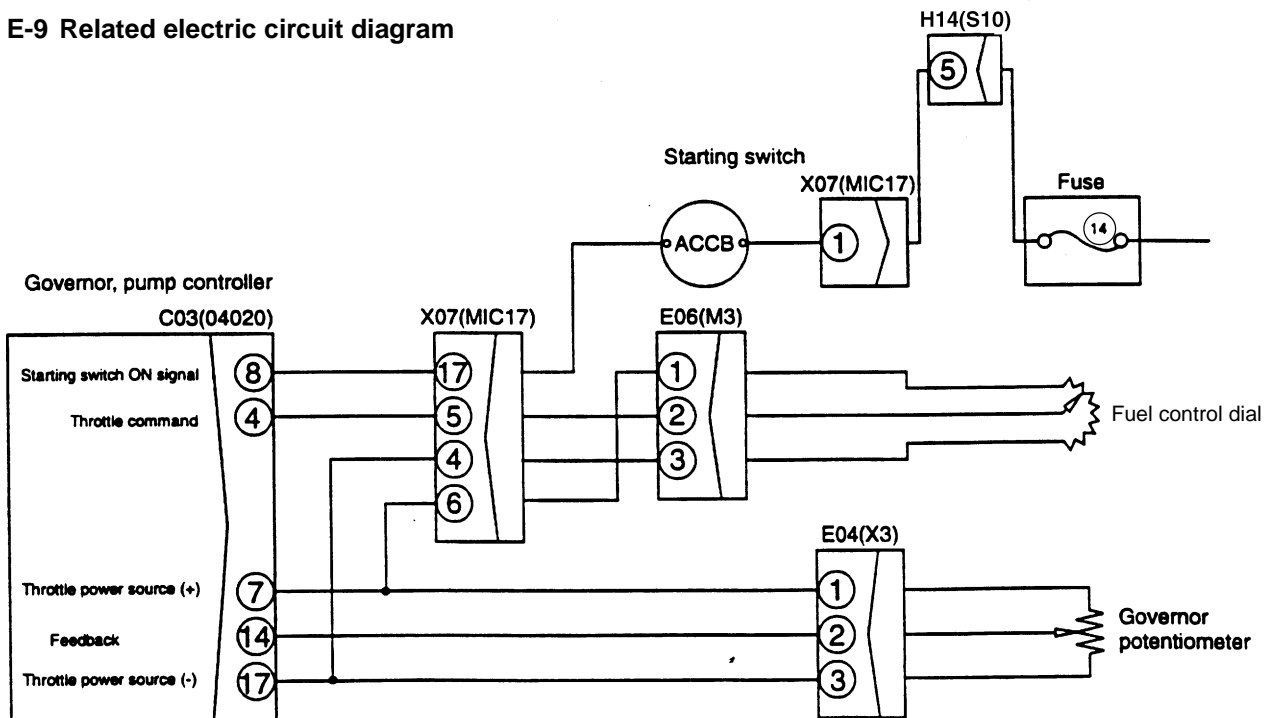 E-9 Related electric circuit diagram
H14(S10)
5
Starting switch
X07(MIC17)
Fuse
ACCB
1
14
Governor, pump controller
C03(04020)
X07(MIC17)
E06(M3)
Starting switch ON signal
8
17
1
Throttle command
4
5
2
Fuel control dial
4
3
6
E04(X3)
Throttle power source (+)
7
1
Feedback
14
2
Governor
potentiometer
Throttle power source (-)
17
3